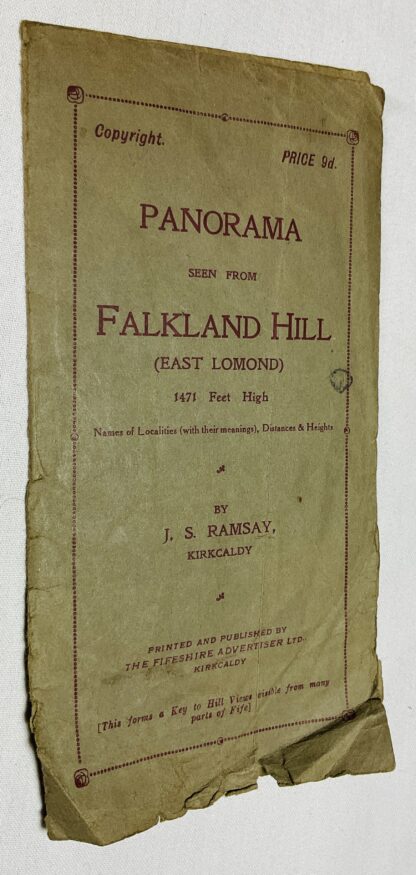 Copyright.
PRICE 9d.
PANORAMA
SEEN FROM
FALKLAND HILL
(EAST LOMOND)
1471 Feet High
Names of Localities (with their meanings), Distances & Heights
BY
J. S. RAMSAY,
KIRKCALDY
PRINTED AND PUBLISHED BY
THE FIFESHIRE ADVERTISER LTD.
KIRKCALDY
[This forms a Key to Hill Views visible from many
parts of Fife]